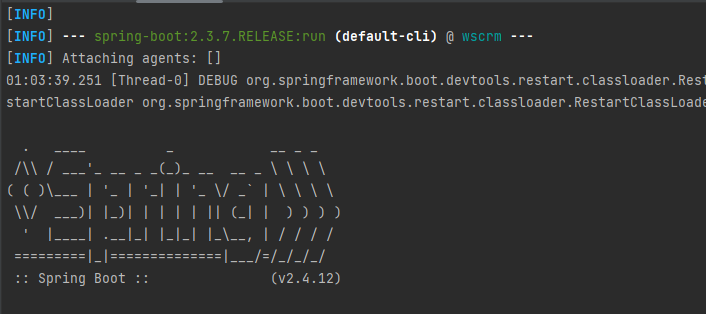 [INFO]
[INFO] --- spring-boot:2.3.7.RELEASE:run (default-cli) @ wscrm ---
[INFO] Attaching agents: []
01:03:39.251 [Thread-0] DEBUG org.springframework.boot.devtools.restart.classloader.Rest
startClassLoader org.springframework.boot.devtools.restart.classloader.RestartClassLoade

  .   ____          _            __ _ _
 /\\ / ___'_ __ _ _(_)_ __  __ _ \ \ \ \
( ( )\___ | '_ | '_| | '_ \/ _` | \ \ \ \
 \\/  ___)| |_)| | | | | || (_| |  ) ) ) )
  '  |____| .__|_| |_|_| |_\__, | / / / /
 =========|_|==============|___/=/_/_/_/
 :: Spring Boot ::               (v2.4.12)